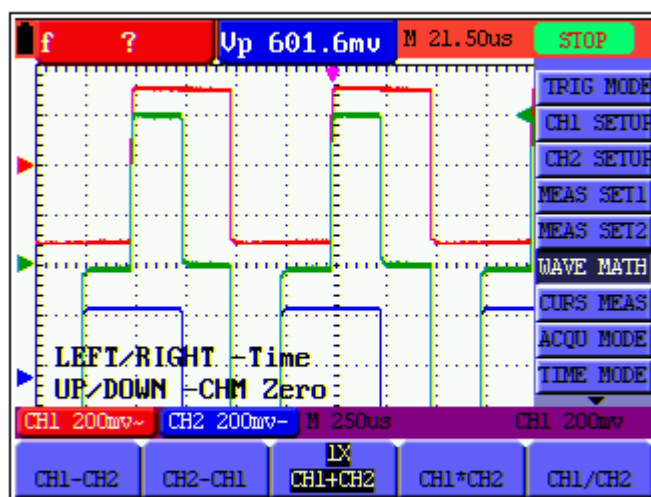 f ? Vp 601.6mv M 21.50us STOP
TRIG MODE
CH1 SETUP
CH2 SETUP
MEAS SET1
MEAS SET2
WAVE MATH
CURS MEAS
ACQU MODE
TIME MODE
LEFT/RIGHT -Time
UP/DOWN -CHM Zero
CH1 200mv~ CH2 200mv- M 250us CH1 200mv
1X
CH1-CH2 CH2-CH1 CH1+CH2 CH1*CH2 CH1/CH2